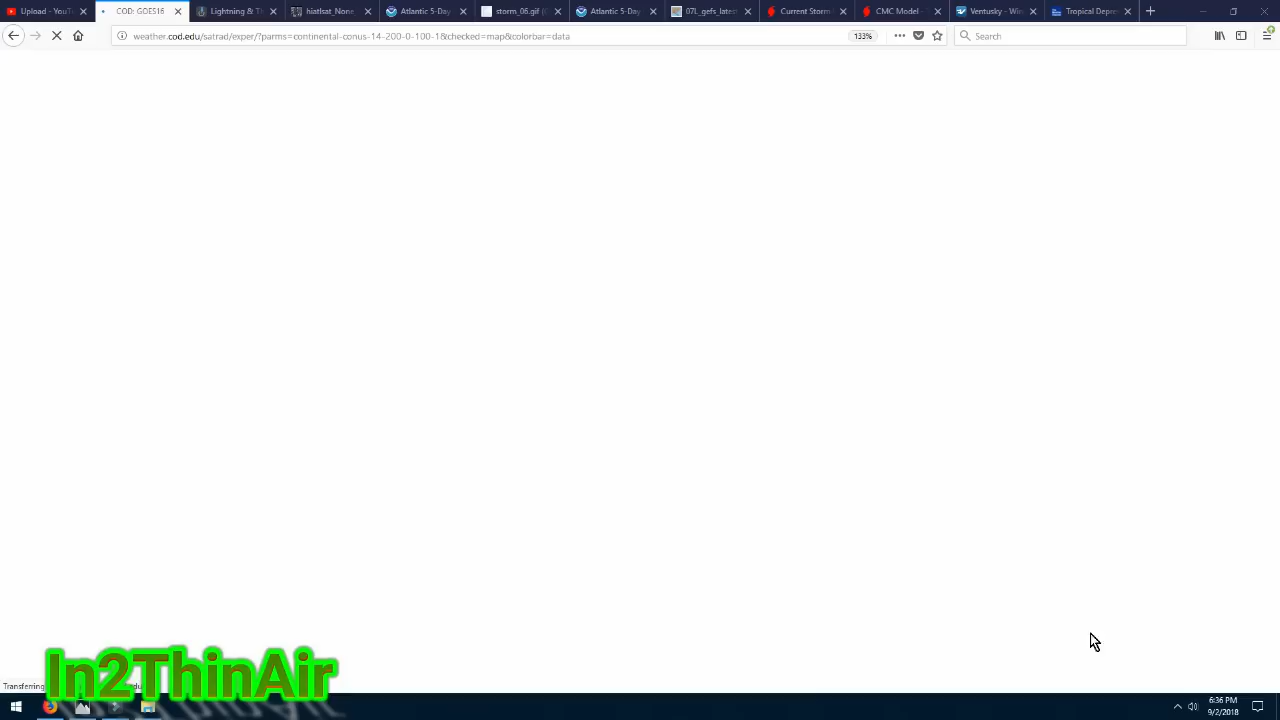 Upload - YouTu
COD: GOES16
Lightning & Th
hiatlsat_None
Atlantic 5-Day
storm_06.gif (
Atlantic 5-Day
07L_gefs_latest
Current Storm
CMC Model -
Ventusky - Win
Tropical Depre
weather.cod.edu/satrad/exper/?parms=continental-conus-14-200-0-100-1&checked=map&colorbar=data
133%
Search
In2ThinAir
Transferring
6:36 PM
9/2/2018